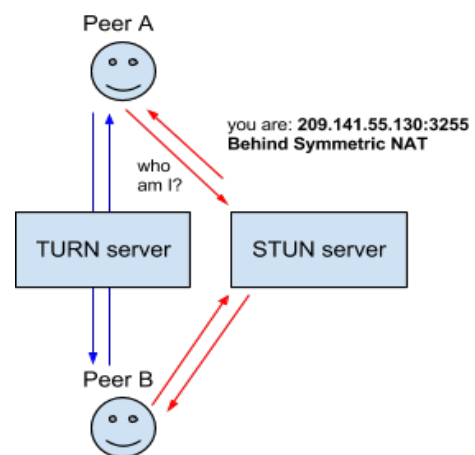 Peer A
you are: 209.141.55.130:3255
Behind Symmetric NAT
who
am I?
TURN server
STUN server
Peer B